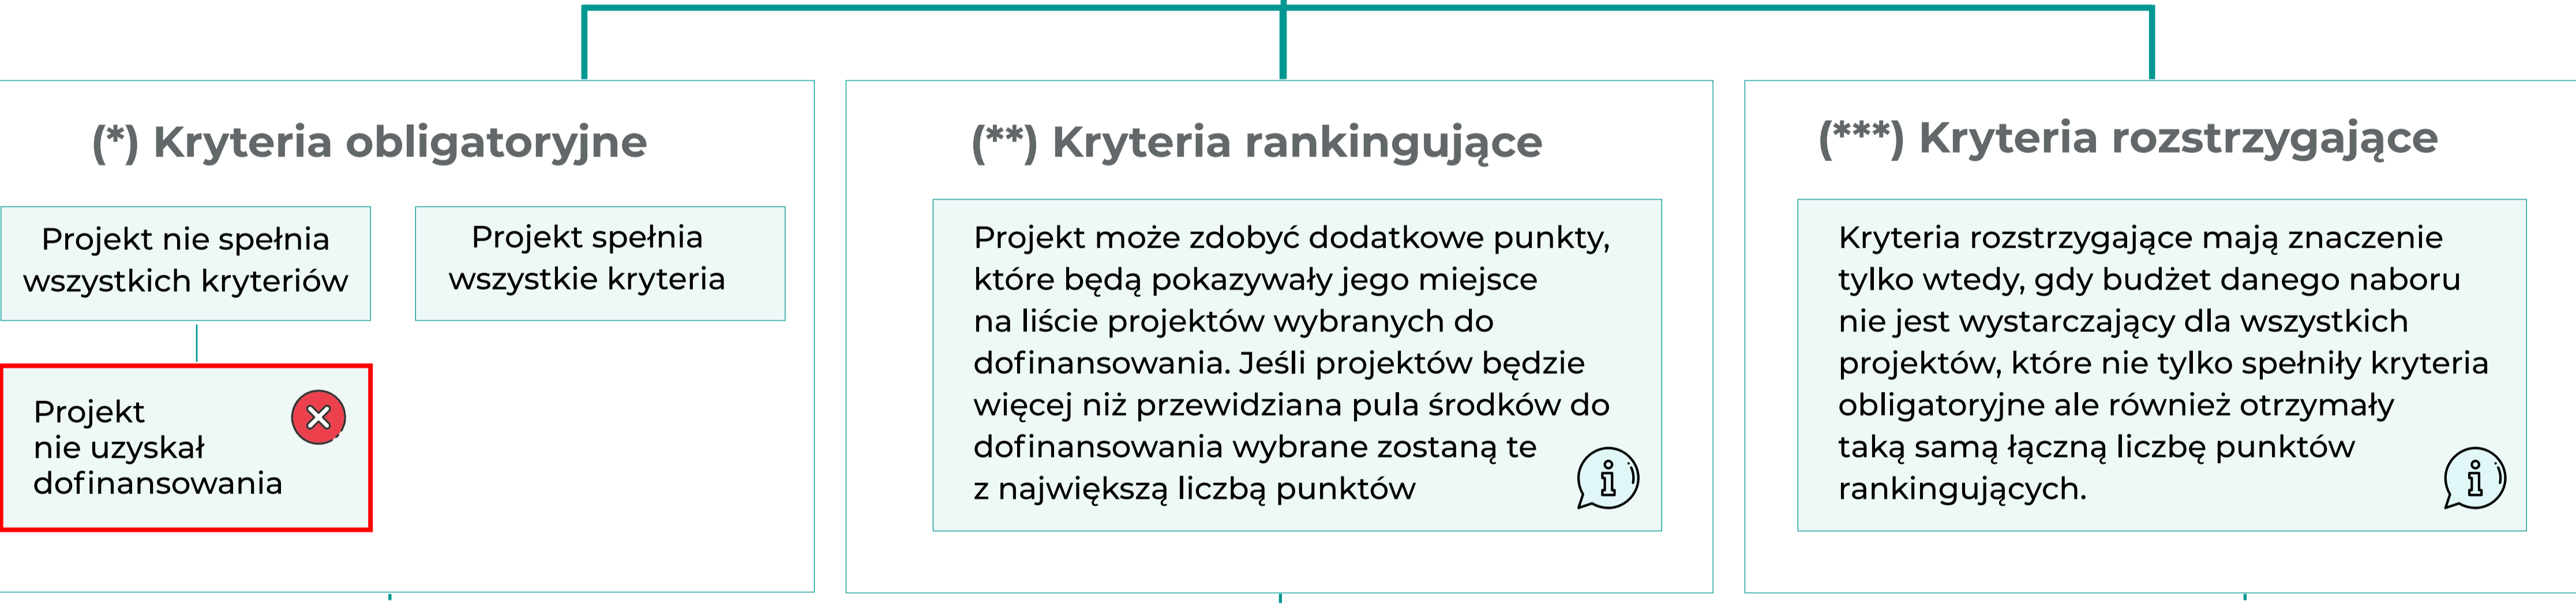 (*) Kryteria obligatoryjne
Projekt nie spełnia
wszystkich kryteriów
Projekt spełnia
wszystkie kryteria
Projekt
nie uzyskał
dofinansowania
(**) Kryteria rankingujące
Projekt może zdobyć dodatkowe punkty,
które będą pokazywały jego miejsce
na liście projektów wybranych do
dofinansowania. Jeśli projektów będzie
więcej niż przewidziana pula środków do
dofinansowania wybrane zostaną te
z największą liczbą punktów
(***) Kryteria rozstrzygające
Kryteria rozstrzygające mają znaczenie
tylko wtedy, gdy budżet danego naboru
nie jest wystarczający dla wszystkich
projektów, które nie tylko spełniły kryteria
obligatoryjne ale również otrzymały
taką samą łączną liczbę punktów
rankingujących.